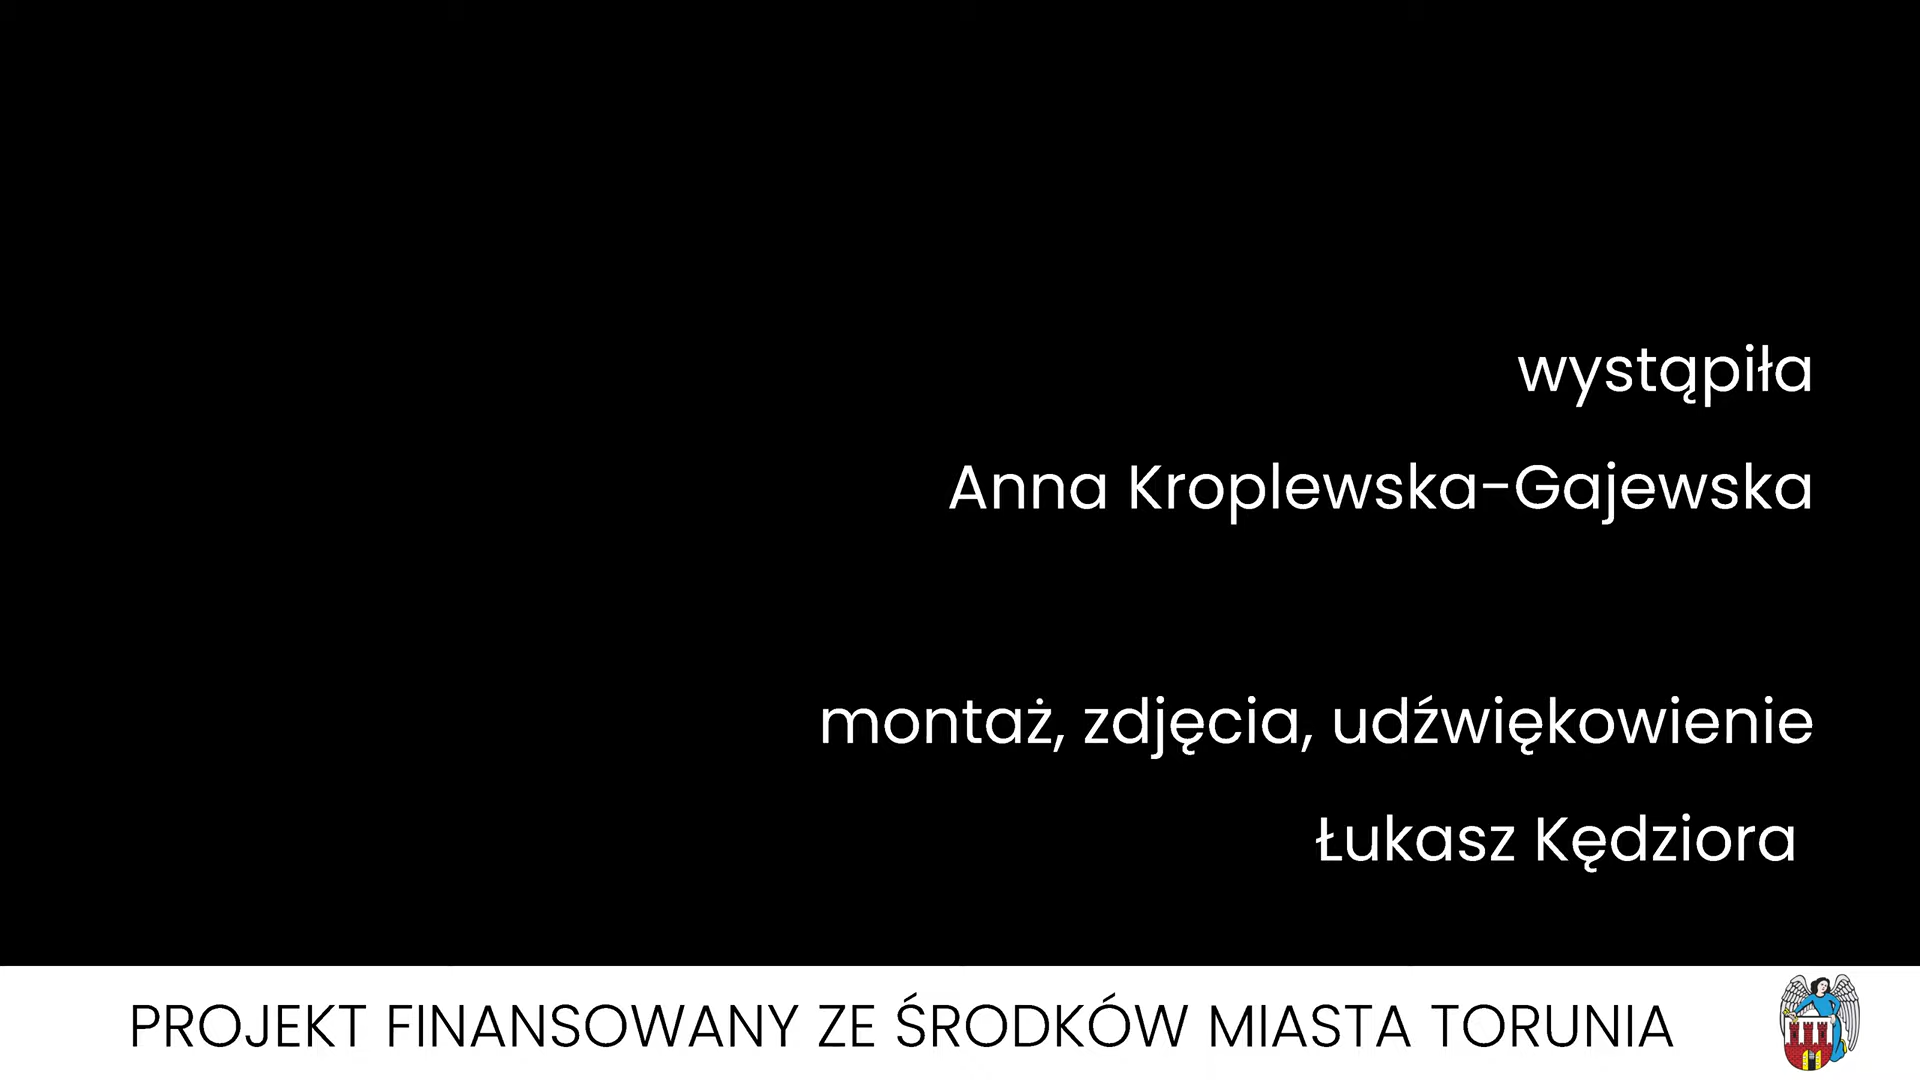 wystąpiła
Anna Kroplewska-Gajewska
montaż, zdjęcia, udźwiękowienie
Łukasz Kędziora
PROJEKT FINANSOWANY ZE ŚRODKÓW MIASTA TORUNIA